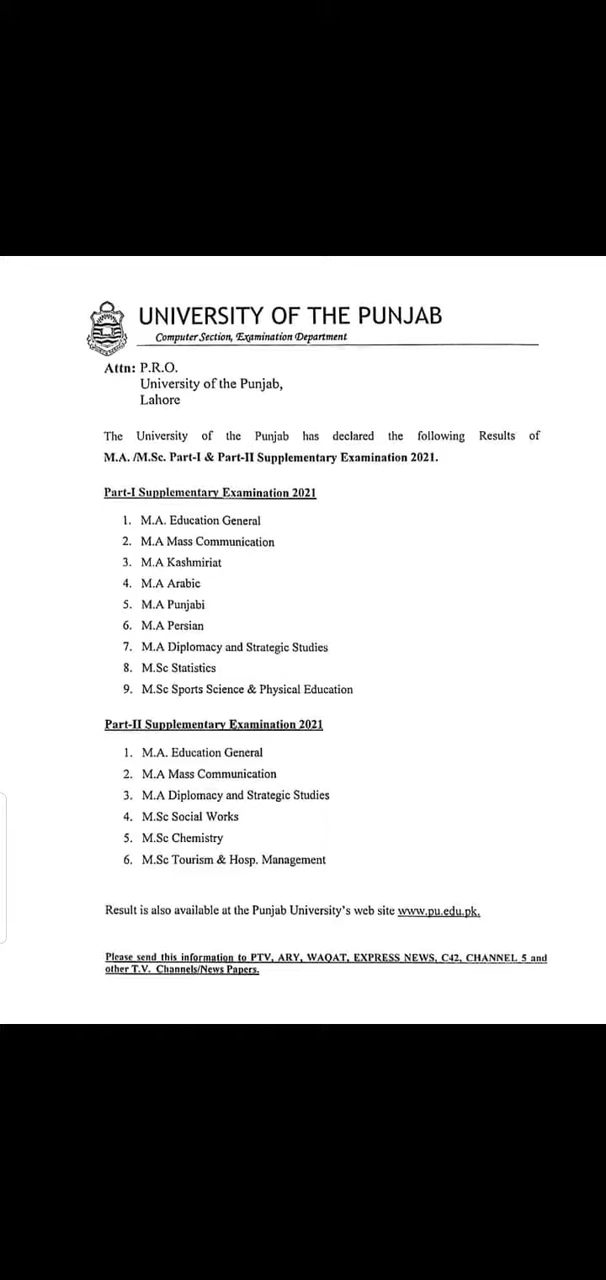 UNIVERSITY OF THE PUNJAB
Computer Section, Examination Department
Attn: P.R.O.
University of the Punjab,
Lahore
The University of the Punjab has declared the following Results of
M.A. /M.Sc. Part-I & Part-II Supplementary Examination 2021.
Part-I Supplementary Examination 2021
1. M.A. Education General
2. M.A Mass Communication
3. M.A Kashmiriat
4. M.A Arabic
5. M.A Punjabi
6. M.A Persian
7. M.A Diplomacy and Strategic Studies
8. M.Sc Statistics
9. M.Sc Sports Science & Physical Education
Part-II Supplementary Examination 2021
1. M.A. Education General
2. M.A Mass Communication
3. M.A Diplomacy and Strategic Studies
4. M.Sc Social Works
5. M.Sc Chemistry
6. M.Sc Tourism & Hosp. Management
Result is also available at the Punjab University's web site www.pu.edu.pk.
Please send this information to PTV, ARY, WAQAT, EXPRESS NEWS, C42, CHANNEL 5 and
other T.V. Channels/News Papers.